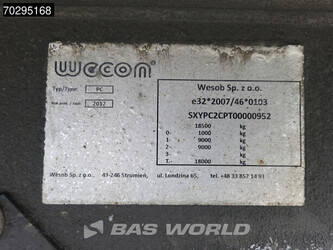 70295168
wecon
Wesob Sp. z o.o.
Typ/Type: PC
e32*2007/46*0103
2012
SXYPC2CPT00000952
18500 kg
0- 1000 kg
1- 9000 kg
2- 9000 kg
3- kg
Σ- 18000 kg
Wesob Sp. z o.o., 43-246 Strumień, ul. Londzina 65, tel. +48 33 857 14 91
BAS WORLD